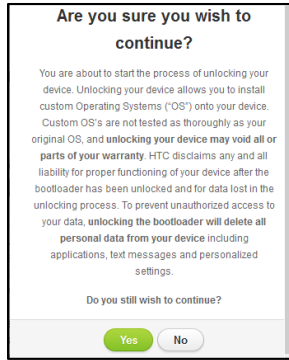 Are you sure you wish to
continue?
You are about to start the process of unlocking your
device. Unlocking your device allows you to install
custom Operating Systems ("OS") onto your device.
Custom OS's are not tested as thoroughly as your
original OS, and unlocking your device may void all or
parts of your warranty. HTC disclaims any and all
liability for proper functioning of your device after the
bootloader has been unlocked and for data lost in the
unlocking process. To prevent unauthorized access to
your data, unlocking the bootloader will delete all
personal data from your device including
applications, text messages and personalized
settings.
Do you still wish to continue?
Yes No